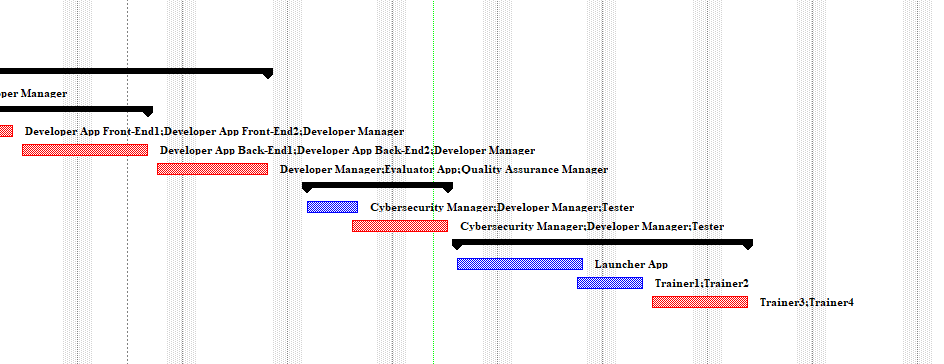 per Manager
Developer App Front-End1;Developer App Front-End2;Developer Manager
Developer App Back-End1;Developer App Back-End2;Developer Manager
Developer Manager;Evaluator App;Quality Assurance Manager
Cybersecurity Manager;Developer Manager;Tester
Cybersecurity Manager;Developer Manager;Tester
Launcher App
Trainer1;Trainer2
Trainer3;Trainer4